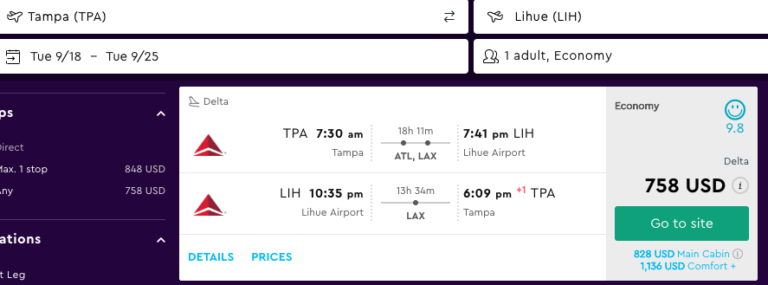 Tampa (TPA)
Lihue (LIH)
Tue 9/18 – Tue 9/25
1 adult, Economy
ps
Direct
Max. 1 stop 848 USD
Any 758 USD
ations
t Leg
Delta
TPA 7:30 am
Tampa
18h 11m
ATL, LAX
7:41 pm LIH
Lihue Airport
LIH 10:35 pm
Lihue Airport
13h 34m
LAX
6:09 pm +1 TPA
Tampa
DETAILS PRICES
Economy
9.8
Delta
758 USD i
Go to site
828 USD Main Cabin i
1,136 USD Comfort +